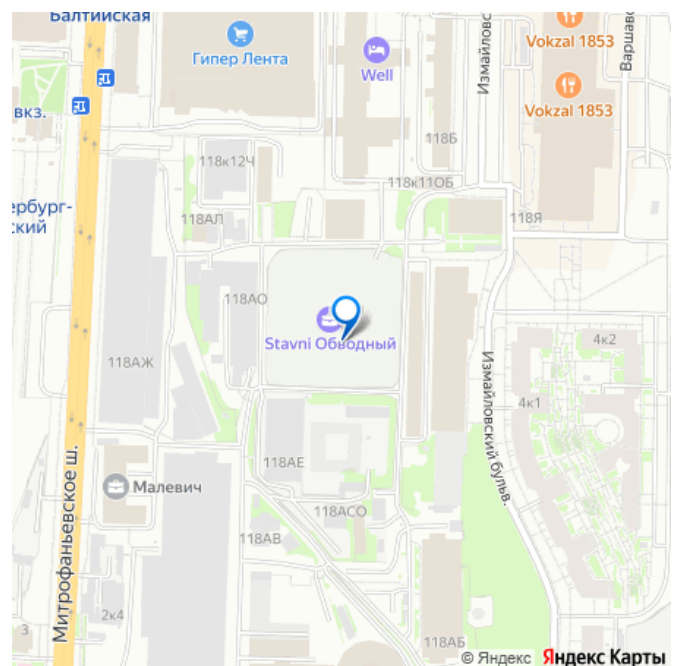 Балтийская
Гипер Лента
Well
Измайловс
Vokzal 1853
Варшавс
Vokzal 1853
вкз.
118Б
118к12Ч
118к11ОБ
ербург-
ский
118АЛ
118Я
118АО
Stavni Обводный
4к2
118АЖ
4к1
Измайловский бульв.
118АЕ
Митрофаньевское ш.
Малевич
118АСО
118АВ
2к4
3
118АБ
© Яндекс Яндекс Карты